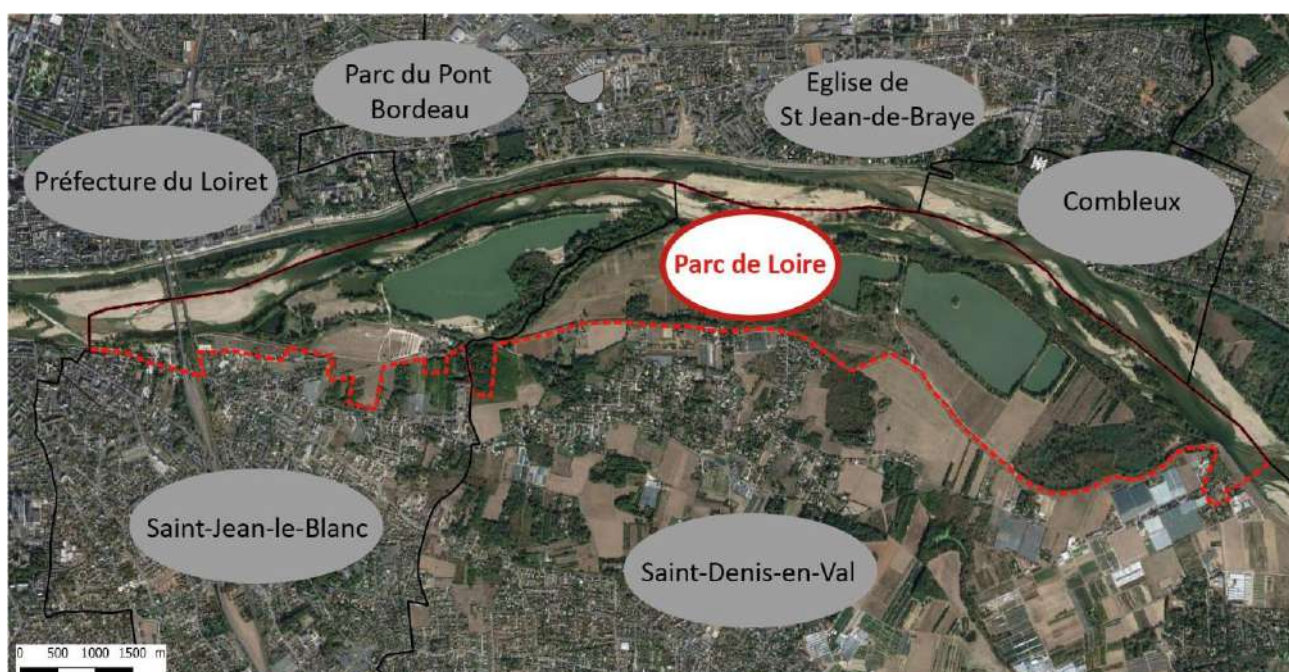 Parc du Pont
Bordeau
Eglise de
St Jean-de-Braye
Préfecture du Loiret
Combleux
Parc de Loire
Saint-Jean-le-Blanc
Saint-Denis-en-Val
0 500 1000 1500 m